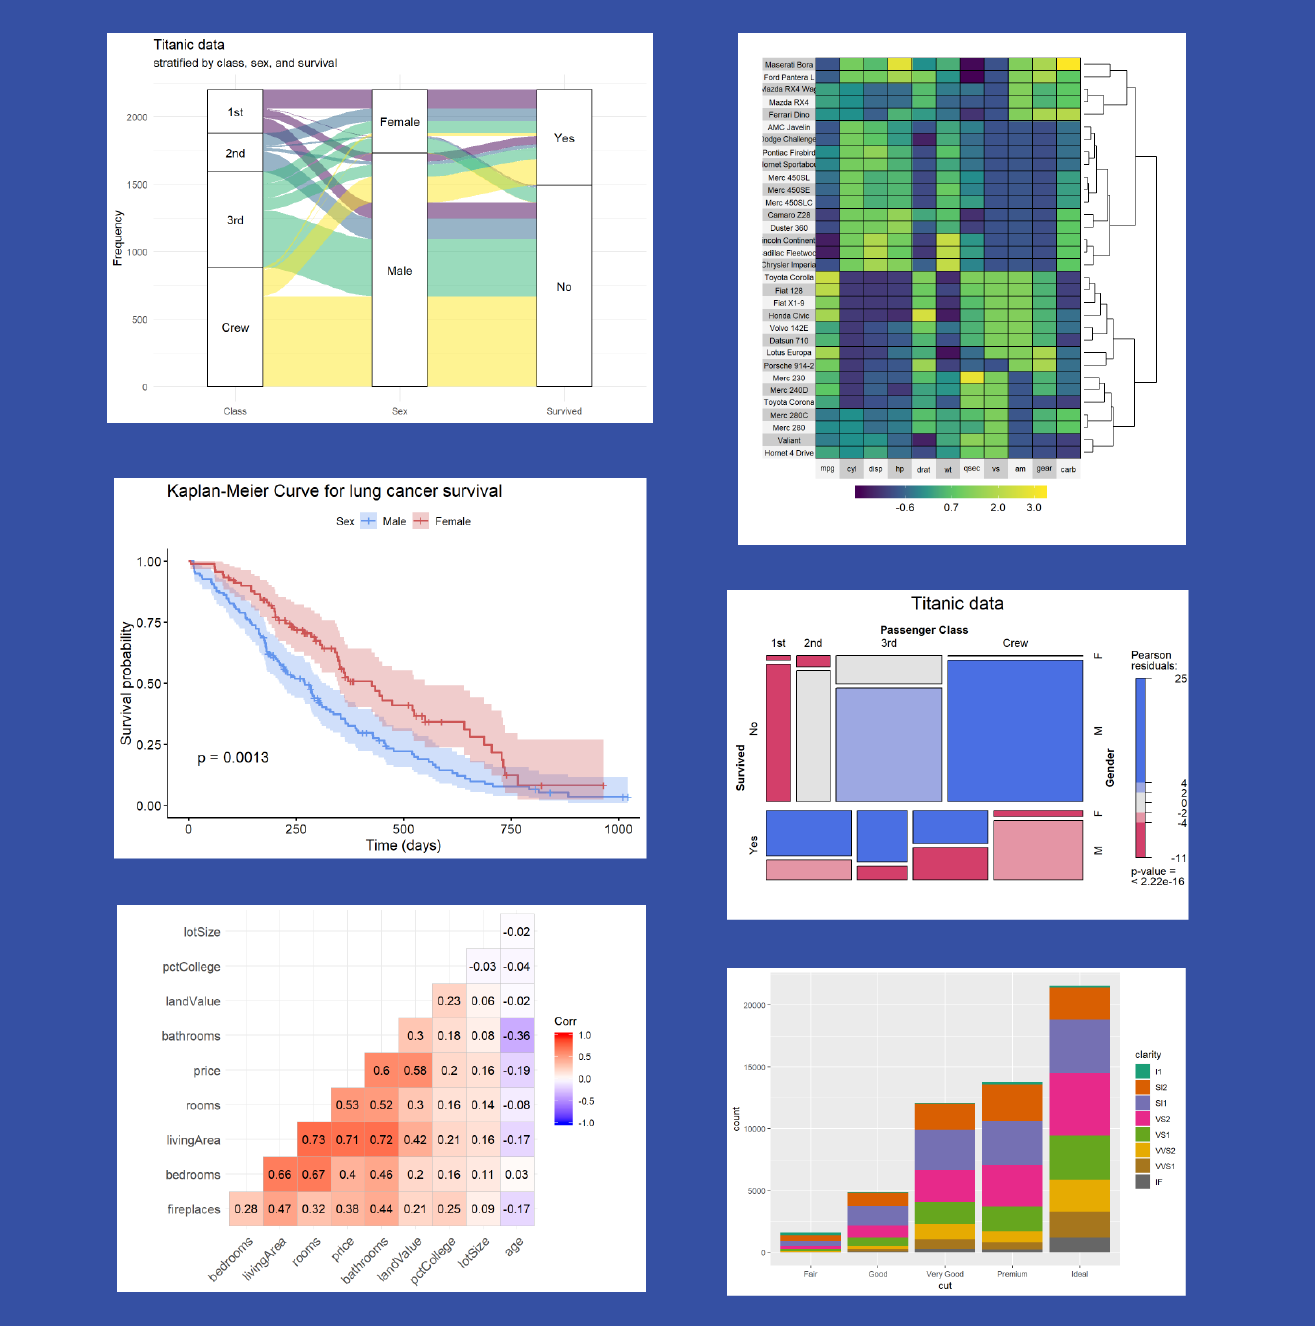 Titanic data
stratified by class, sex, and survival
2000
1500
1000
500
0
Frequency
1st
2nd
3rd
Crew
Female
Male
Yes
No
Class
Sex
Survived
Maserati Bora
Ford Pantera L
Mazda RX4 Wag
Mazda RX4
Ferrari Dino
AMC Javelin
Dodge Challenge
Pontiac Firebird
Hornet Sportabou
Merc 450SL
Merc 450SE
Merc 450SLC
Camaro Z28
Duster 360
incoln Continent
adillac Fleetwoo
Chrysler Imperia
Toyota Corolla
Fiat 128
Fiat X1-9
Honda Civic
Volvo 142E
Datsun 710
Lotus Europa
Porsche 914-2
Merc 230
Merc 240D
Toyota Corona
Merc 280C
Merc 280
Valiant
Hornet 4 Drive
mpg cyl disp hp drat wt qsec vs am gear carb
-0.6 0.7 2.0 3.0
Kaplan-Meier Curve for lung cancer survival
Sex Male Female
1.00
0.75
0.50
0.25
0.00
Survival probability
p = 0.0013
0 250 500 750 1000
Time (days)
Titanic data
Passenger Class
1st 2nd 3rd Crew
Survived
No
Yes
F
M
F
M
Gender
Pearson
residuals:
25
4
2
0
-2
-4
-11
p-value =
< 2.22e-16
lotSize -0.02
pctCollege -0.03 -0.04
landValue 0.23 0.06 -0.02
bathrooms 0.3 0.18 0.08 -0.36
price 0.6 0.58 0.2 0.16 -0.19
rooms 0.53 0.52 0.3 0.16 0.14 -0.08
livingArea 0.73 0.71 0.72 0.42 0.21 0.16 -0.17
bedrooms 0.66 0.67 0.4 0.46 0.2 0.16 0.11 0.03
fireplaces 0.28 0.47 0.32 0.38 0.44 0.21 0.25 0.09 -0.17
bedrooms livingArea rooms price bathrooms landValue pctCollege lotSize age
Corr
1.0
0.5
0.0
-0.5
-1.0
20000
15000
10000
5000
0
count
Fair Good Very Good Premium Ideal
cut
clarity
I1
SI2
SI1
VS2
VS1
VVS2
VVS1
IF